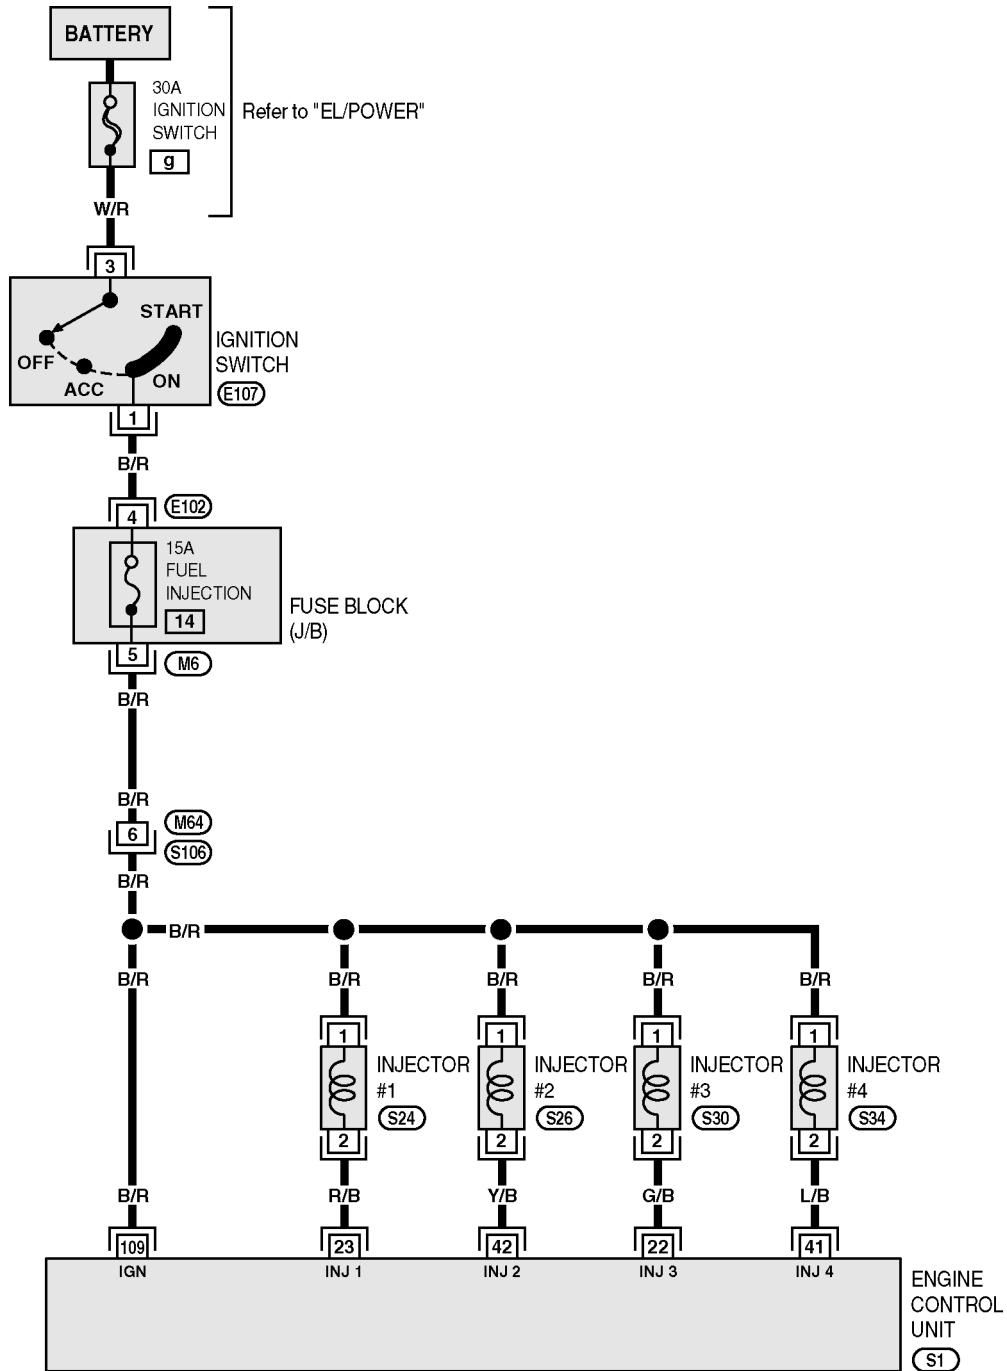 BATTERY
30A
IGNITION
SWITCH
g
Refer to "EL/POWER"
W/R
3
START
OFF
ACC
ON
IGNITION
SWITCH
E107
1
B/R
4
E102
15A
FUEL
INJECTION
14
FUSE BLOCK
(J/B)
5
M6
B/R
B/R
6
M64
S106
B/R
B/R
B/R B/R B/R B/R B/R
1 1 1 1
INJECTOR
#1
S24
INJECTOR
#2
S26
INJECTOR
#3
S30
INJECTOR
#4
S34
2 2 2 2
B/R R/B Y/B G/B L/B
109 23 42 22 41
IGN INJ 1 INJ 2 INJ 3 INJ 4
ENGINE
CONTROL
UNIT
S1